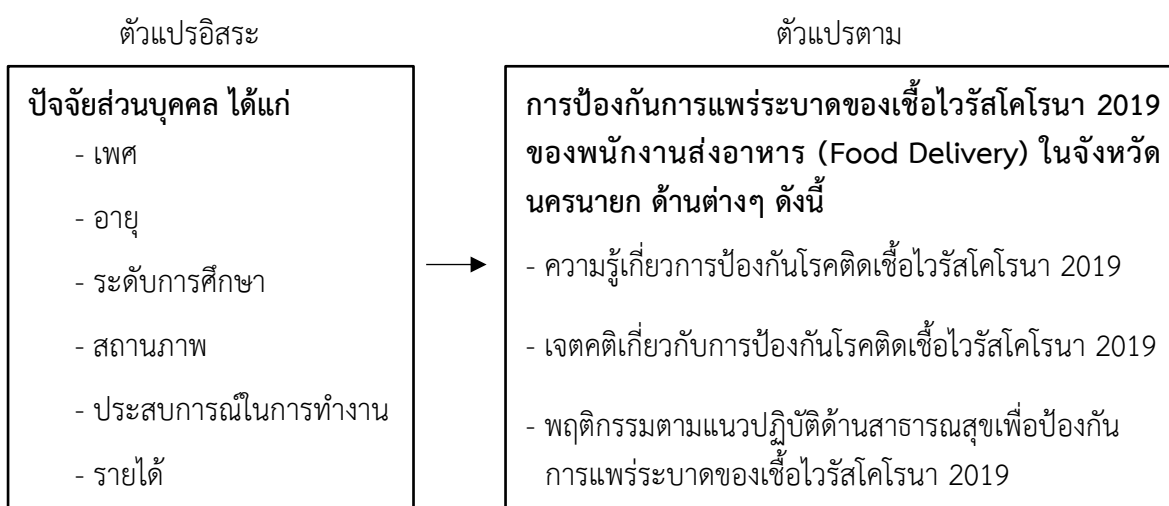 ตัวแปรอิสระ
ตัวแปรตาม
ปัจจัยส่วนบุคคล ได้แก่
- เพศ
- อายุ
- ระดับการศึกษา
- สถานภาพ
- ประสบการณ์ในการทำงาน
- รายได้
การป้องกันการแพร่ระบาดของเชื้อไวรัสโคโรนา 2019
ของพนักงานส่งอาหาร (Food Delivery) ในจังหวัด
นครนายก ด้านต่างๆ ดังนี้
- ความรู้เกี่ยวการป้องกันโรคติดเชื้อไวรัสโคโรนา 2019
- เจตคติเกี่ยวกับการป้องกันโรคติดเชื้อไวรัสโคโรนา 2019
- พฤติกรรมตามแนวปฏิบัติด้านสาธารณสุขเพื่อป้องกัน
การแพร่ระบาดของเชื้อไวรัสโคโรนา 2019